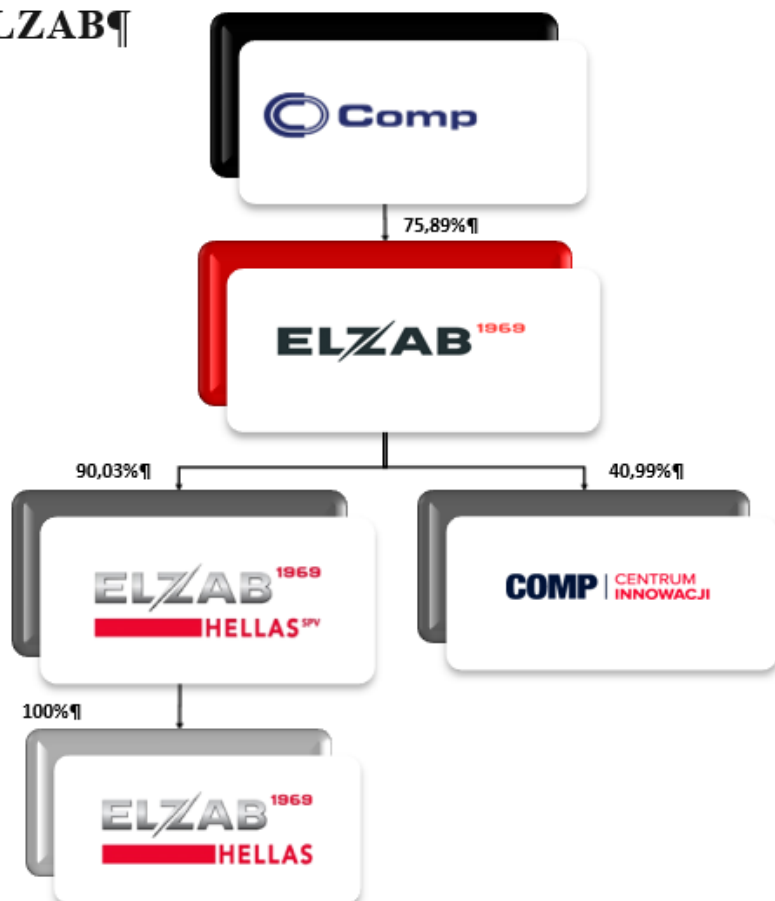 LZAB¶
Comp
75,89%¶
ELZAB 1969
90,03%¶
40,99%¶
ELZAB 1969
HELLAS SPV
COMP | CENTRUM
INNOWACJI
100%¶
ELZAB 1969
HELLAS